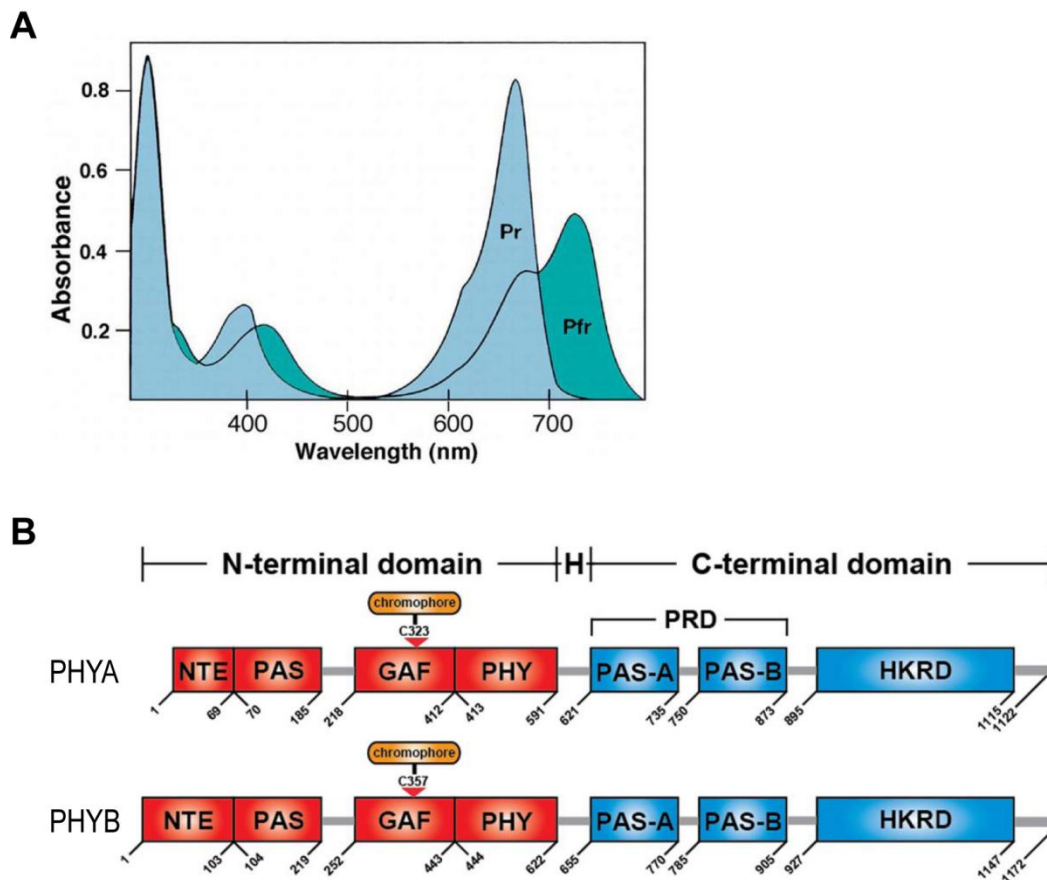 A
Absorbance
0.8
0.6
0.4
0.2
Pr
Pfr
400 500 600 700
Wavelength (nm)
B
N-terminal domain H C-terminal domain
chromophore
C323
PRD
PHYA NTE PAS GAF PHY PAS-A PAS-B HKRD
1 69 70 185 218 412 413 591 621 735 750 873 895 1115 1122
chromophore
C357
PHYB NTE PAS GAF PHY PAS-A PAS-B HKRD
1 103 104 219 252 443 444 622 655 770 785 905 927 1147 1172